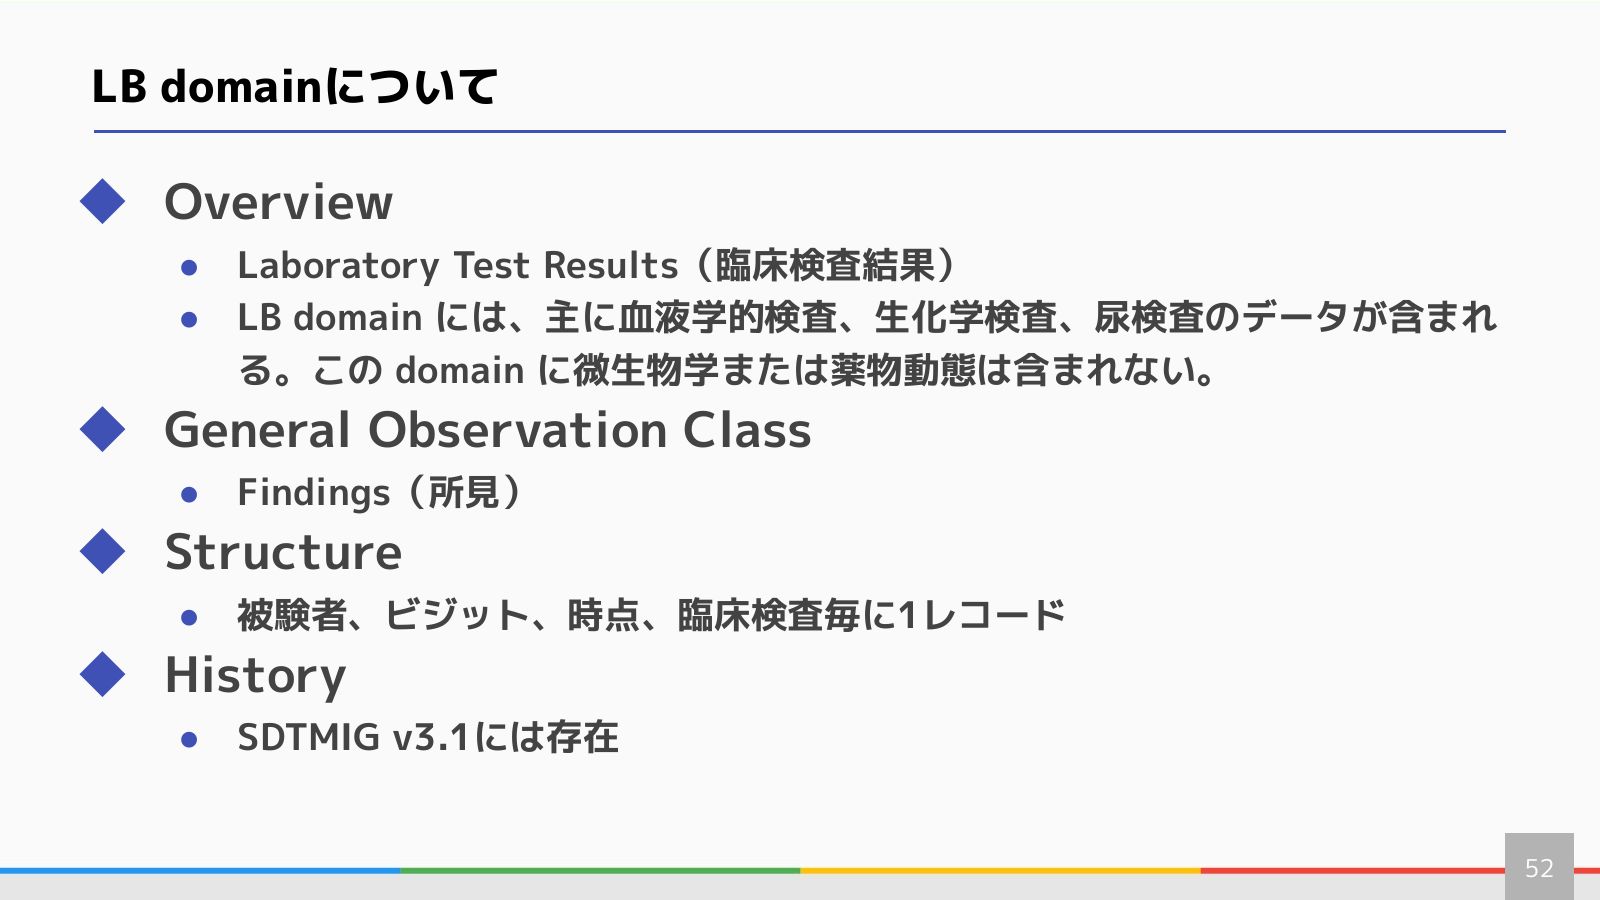 LB domainについて
Overview
Laboratory Test Results（臨床検査結果）
LB domain には、主に血液学的検査、生化学検査、尿検査のデータが含まれ
る。この domain に微生物学または薬物動態は含まれない。
General Observation Class
Findings（所見）
Structure
被験者、ビジット、時点、臨床検査毎に1レコード
History
SDTMIG v3.1には存在
52